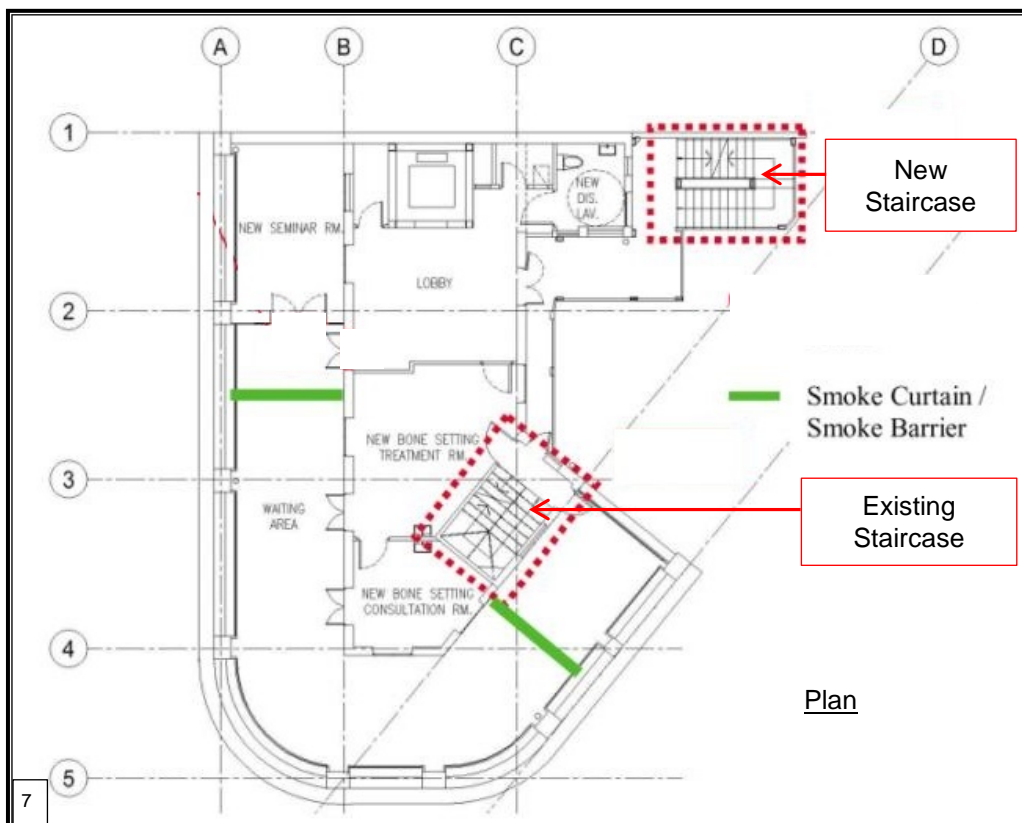 A
B
C
D
1
New
Staircase
NEW
DIS.
LAV.
NEW SEMINAR RM.
LOBBY
2
Smoke Curtain /
Smoke Barrier
NEW BONE SETTING
TREATMENT RM.
3
WAITING
AREA
Existing
Staircase
NEW BONE SETTING
CONSULTATION RM.
4
Plan
5
7